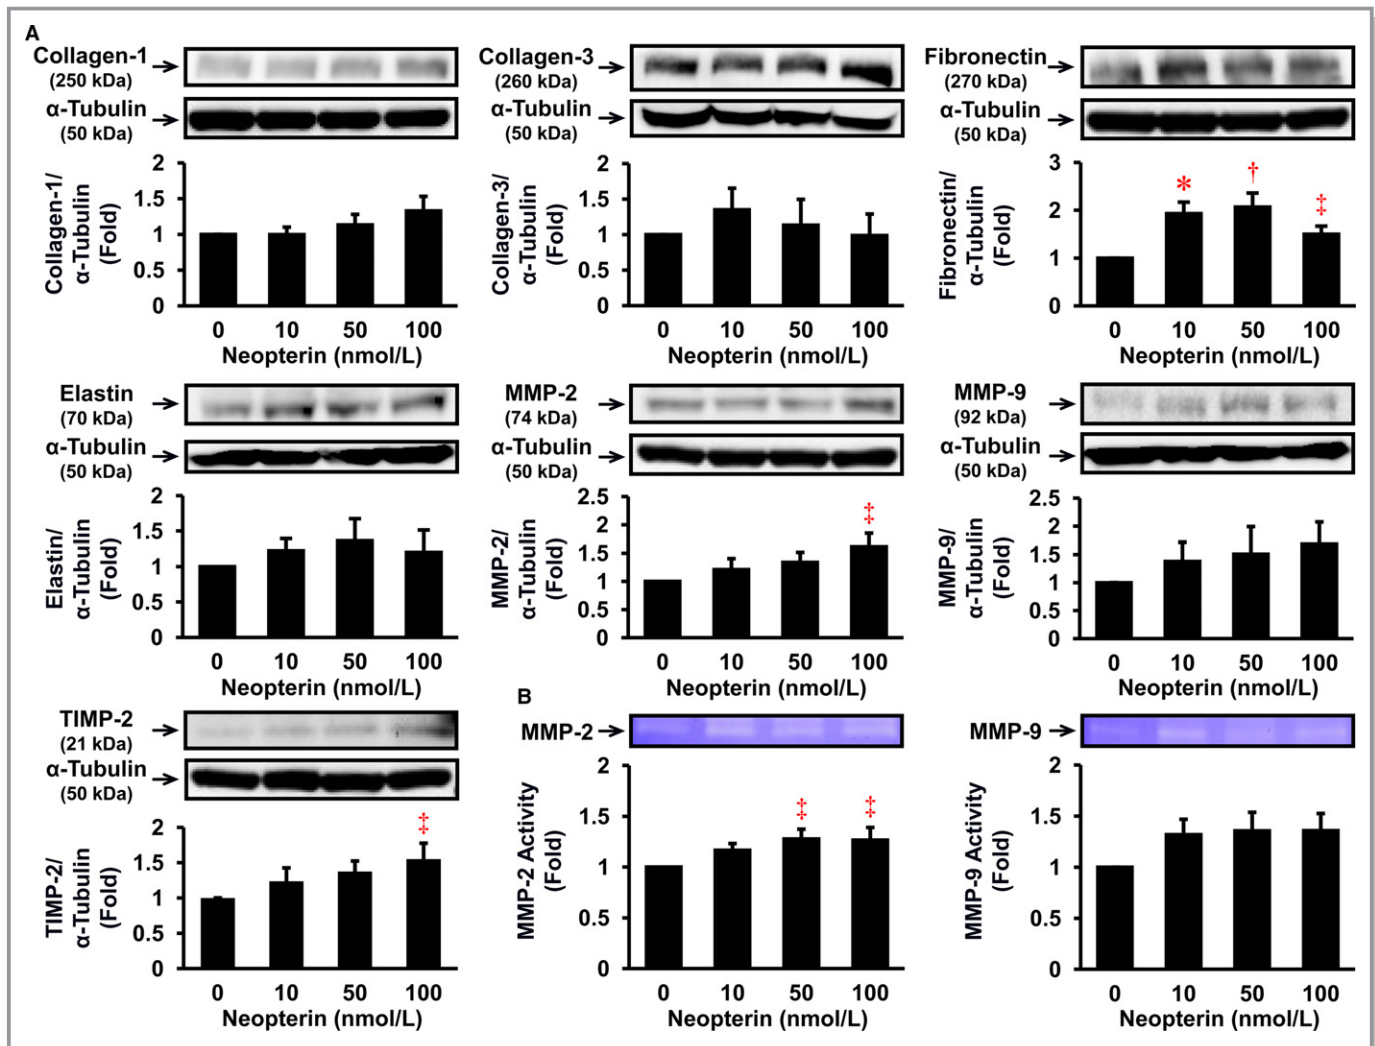 A
Collagen-1
(250 kDa)
α-Tubulin
(50 kDa)
Collagen-1/
α-Tubulin
(Fold)
2
1.5
1
0.5
0
0 10 50 100
Neopterin (nmol/L)
Collagen-3
(260 kDa)
α-Tubulin
(50 kDa)
Collagen-3/
α-Tubulin
(Fold)
2
1.5
1
0.5
0
0 10 50 100
Neopterin (nmol/L)
Fibronectin
(270 kDa)
α-Tubulin
(50 kDa)
Fibronectin/
α-Tubulin
(Fold)
3
2
1
0
* † ‡
0 10 50 100
Neopterin (nmol/L)
Elastin
(70 kDa)
α-Tubulin
(50 kDa)
Elastin/
α-Tubulin
(Fold)
2
1.5
1
0.5
0
0 10 50 100
Neopterin (nmol/L)
MMP-2
(74 kDa)
α-Tubulin
(50 kDa)
MMP-2/
α-Tubulin
(Fold)
2.5
2
1.5
1
0.5
0
‡
0 10 50 100
Neopterin (nmol/L)
MMP-9
(92 kDa)
α-Tubulin
(50 kDa)
MMP-9/
α-Tubulin
(Fold)
2.5
2
1.5
1
0.5
0
0 10 50 100
Neopterin (nmol/L)
TIMP-2
(21 kDa)
α-Tubulin
(50 kDa)
TIMP-2/
α-Tubulin
(Fold)
2
1.5
1
0.5
0
‡
0 10 50 100
Neopterin (nmol/L)
B
MMP-2
MMP-2 Activity
(Fold)
2
1.5
1
0.5
0
‡ ‡
0 10 50 100
Neopterin (nmol/L)
MMP-9
MMP-9 Activity
(Fold)
2
1.5
1
0.5
0
0 10 50 100
Neopterin (nmol/L)